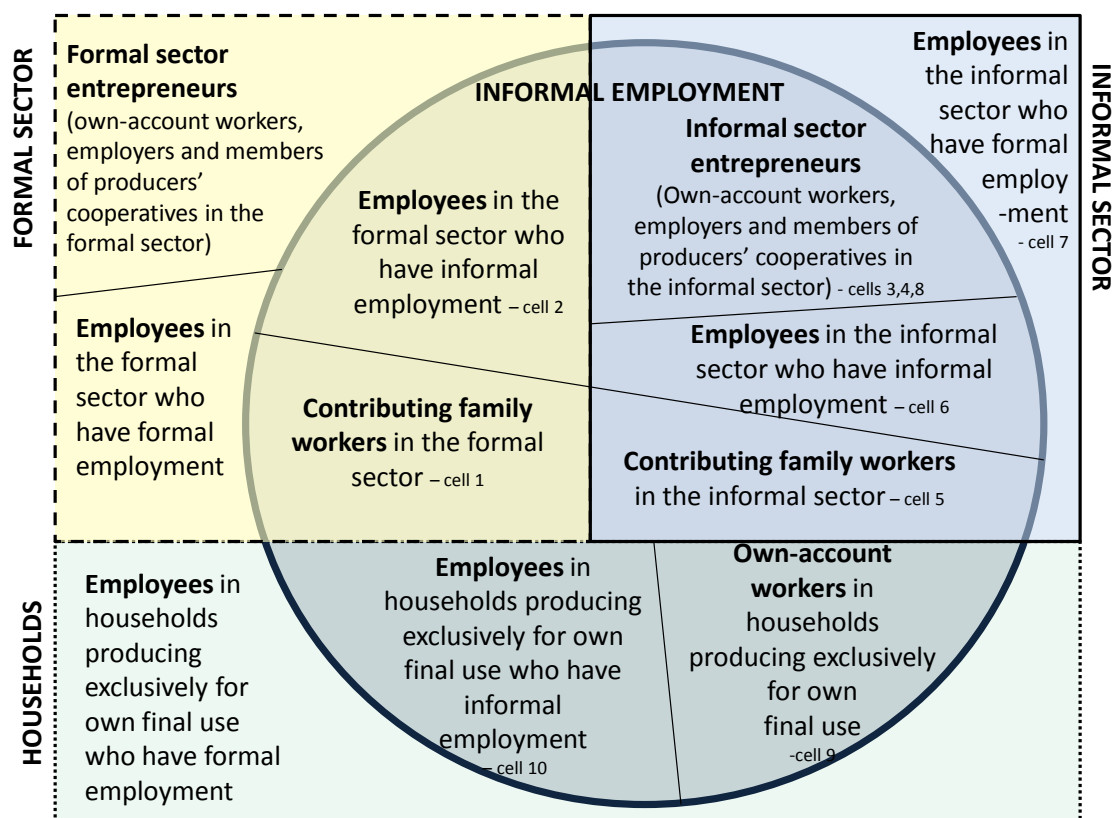 FORMAL SECTOR
Formal sector
entrepreneurs
(own-account workers,
employers and members
of producers’
cooperatives in the
formal sector)
Employees in
the formal
sector who
have formal
employment
INFORMAL EMPLOYMENT
Employees in the
formal sector who
have informal
employment – cell 2
Contributing family
workers in the formal
sector – cell 1
Informal sector
entrepreneurs
(Own-account workers,
employers and members of
producers’ cooperatives in
the informal sector) - cells 3,4,8
Employees in the informal
sector who have informal
employment – cell 6
Contributing family workers
in the informal sector – cell 5
Employees in
the informal
sector who
have formal
employ
-ment
- cell 7
INFORMAL SECTOR
HOUSEHOLDS
Employees in
households
producing
exclusively for
own final use
who have formal
employment
Employees in
households producing
exclusively for own
final use who have
informal
employment
– cell 10
Own-account
workers in
households
producing exclusively
for own
final use
-cell 9